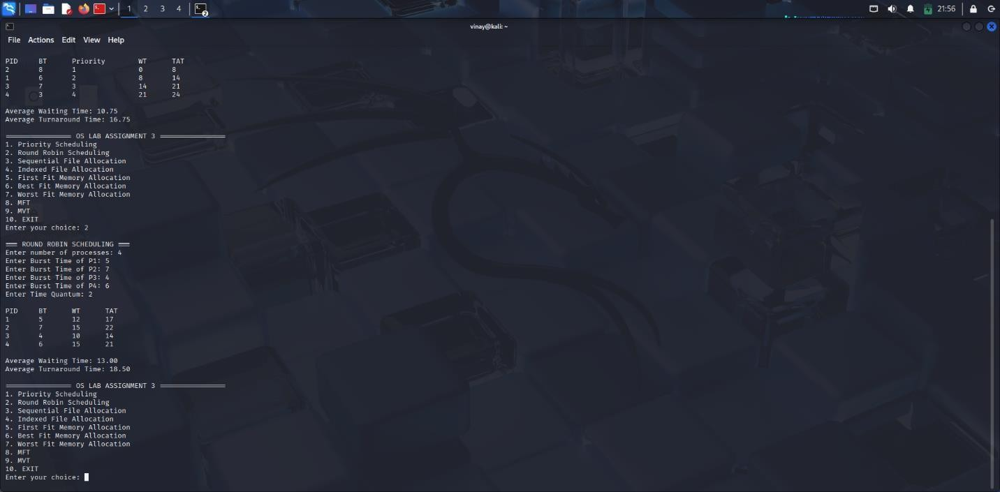 1 2 3 4 21:56
vinay@kali: ~
File Actions Edit View Help
PID BT Priority WT TAT
2 8 1 0 8
1 6 2 8 14
3 7 3 14 21
4 3 4 21 24
Average Waiting Time: 10.75
Average Turnaround Time: 16.75
================ OS LAB ASSIGNMENT 3 ================
1. Priority Scheduling
2. Round Robin Scheduling
3. Sequential File Allocation
4. Indexed File Allocation
5. First Fit Memory Allocation
6. Best Fit Memory Allocation
7. Worst Fit Memory Allocation
8. MFT
9. MVT
10. EXIT
Enter your choice: 2
=== ROUND ROBIN SCHEDULING ===
Enter number of processes: 4
Enter Burst Time of P1: 5
Enter Burst Time of P2: 7
Enter Burst Time of P3: 4
Enter Burst Time of P4: 6
Enter Time Quantum: 2
PID BT WT TAT
1 5 12 17
2 7 15 22
3 4 10 14
4 6 15 21
Average Waiting Time: 13.00
Average Turnaround Time: 18.50
================ OS LAB ASSIGNMENT 3 ================
1. Priority Scheduling
2. Round Robin Scheduling
3. Sequential File Allocation
4. Indexed File Allocation
5. First Fit Memory Allocation
6. Best Fit Memory Allocation
7. Worst Fit Memory Allocation
8. MFT
9. MVT
10. EXIT
Enter your choice: